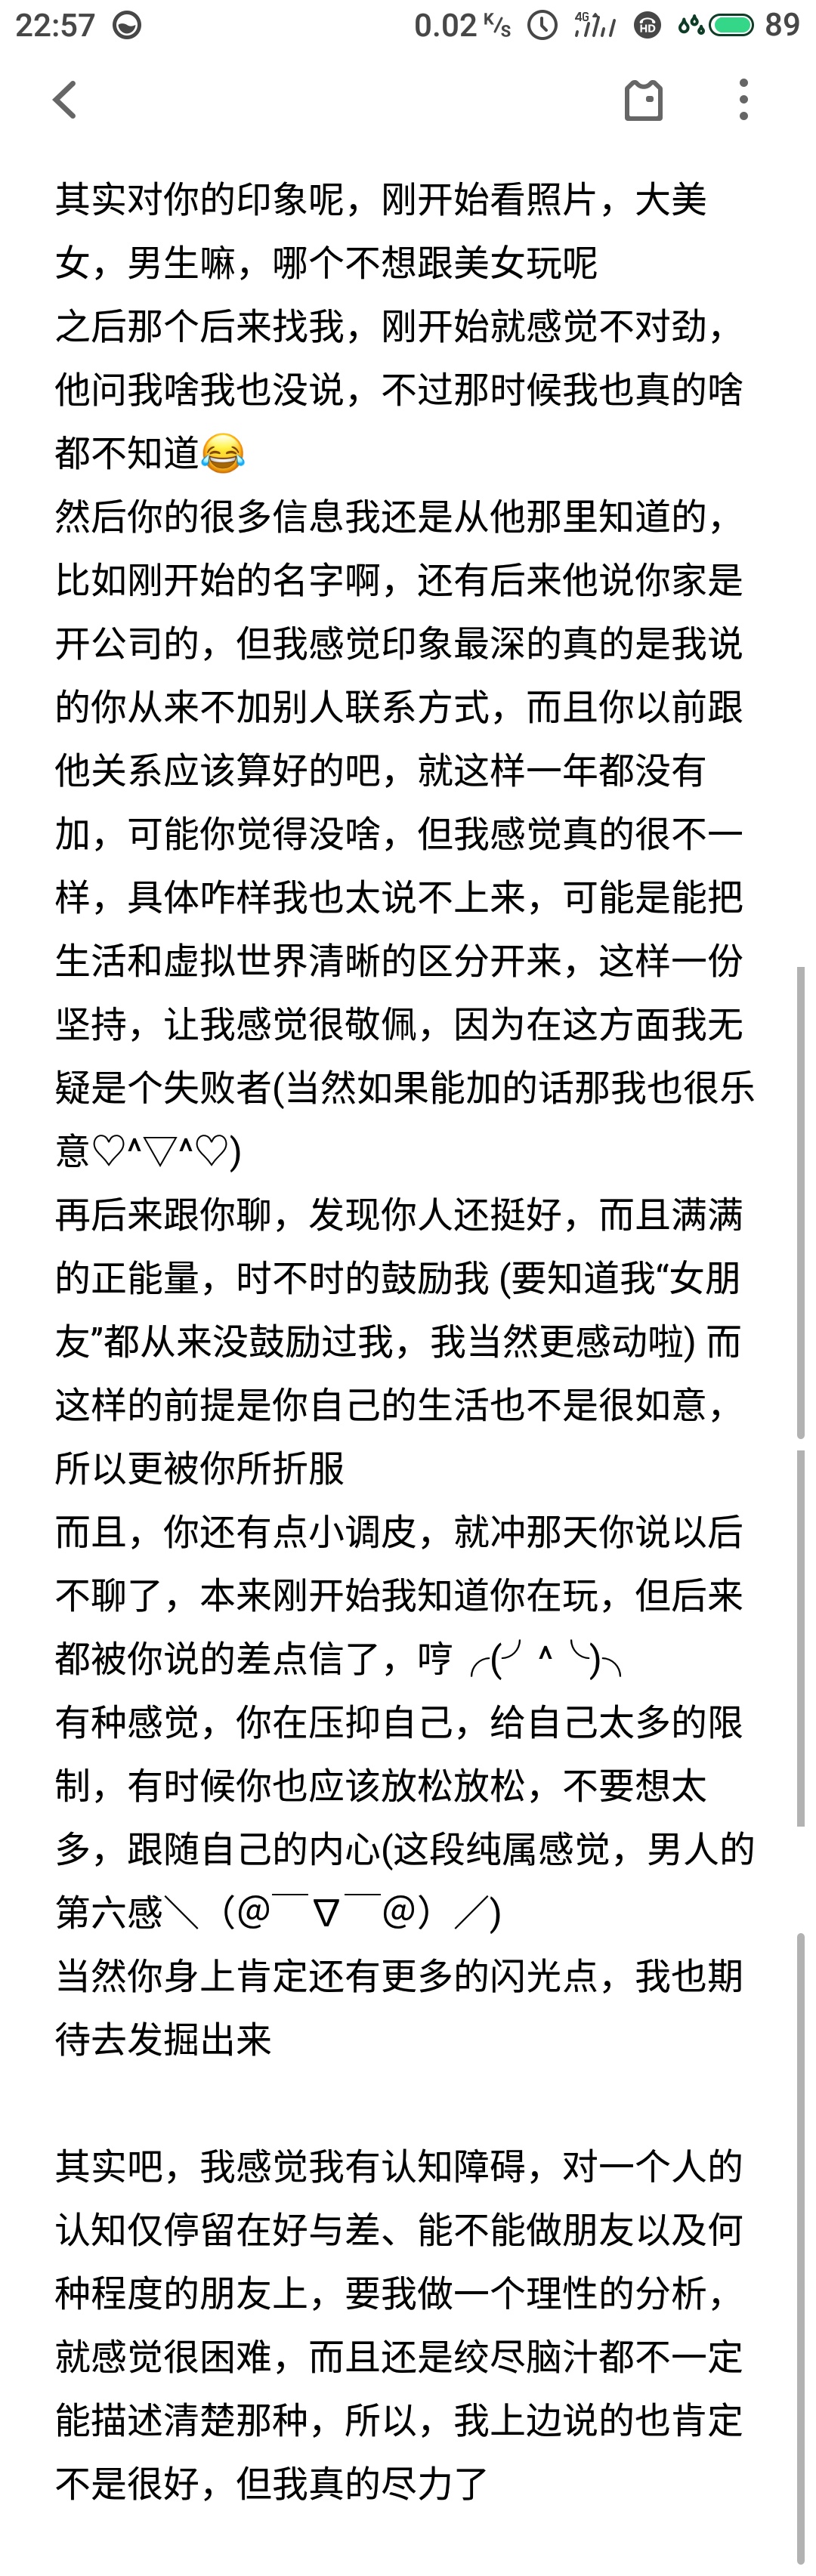 22:57 0.02 K/s 4G HD 89
其实对你的印象呢，刚开始看照片，大美
女，男生嘛，哪个不想跟美女玩呢
之后那个后来找我，刚开始就感觉不对劲，
他问我啥我也没说，不过那时候我也真的啥
都不知道😂
然后你的很多信息我还是从他那里知道的，
比如刚开始的名字啊，还有后来他说你家是
开公司的，但我感觉印象最深的真的是我说
的你从来不加别人联系方式，而且你以前跟
他关系应该算好的吧，就这样一年都没有
加，可能你觉得没啥，但我感觉真的很不一
样，具体咋样我也太说不上来，可能是能把
生活和虚拟世界清晰的区分开来，这样一份
坚持，让我感觉很敬佩，因为在这方面我无
疑是个失败者(当然如果能加的话那我也很乐
意♡^▽^♡)
再后来跟你聊，发现你人还挺好，而且满满
的正能量，时不时的鼓励我 (要知道我“女朋
友”都从来没鼓励过我，我当然更感动啦) 而
这样的前提是你自己的生活也不是很如意，
所以更被你所折服
而且，你还有点小调皮，就冲那天你说以后
不聊了，本来刚开始我知道你在玩，但后来
都被你说的差点信了，哼╭(╯^╰)╮
有种感觉，你在压抑自己，给自己太多的限
制，有时候你也应该放松放松，不要想太
多，跟随自己的内心(这段纯属感觉，男人的
第六感＼（@￣∇￣@）／)
当然你身上肯定还有更多的闪光点，我也期
待去发掘出来
其实吧，我感觉我有认知障碍，对一个人的
认知仅停留在好与差、能不能做朋友以及何
种程度的朋友上，要我做一个理性的分析，
就感觉很困难，而且还是绞尽脑汁都不一定
能描述清楚那种，所以，我上边说的也肯定
不是很好，但我真的尽力了